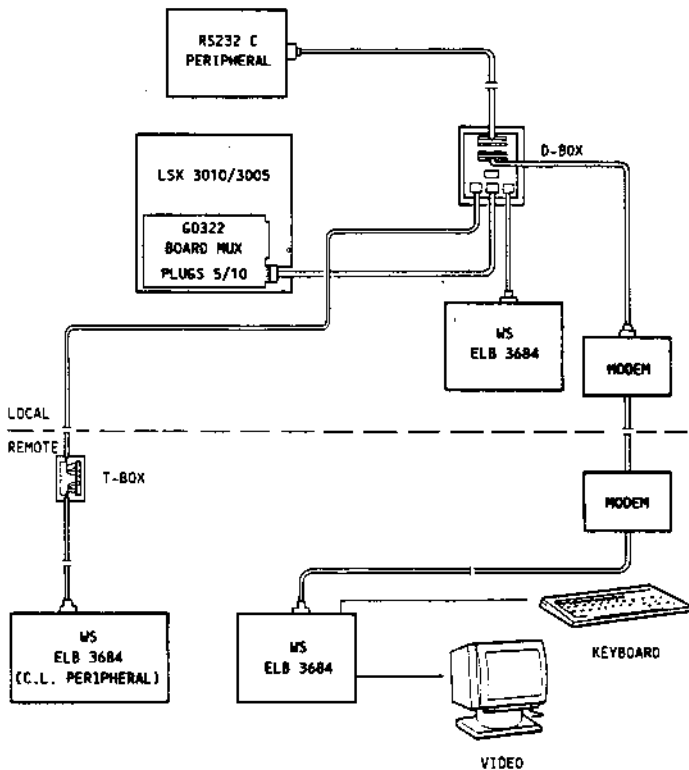 RS232 C
PERIPHERAL
D-BOX
LSX 3010/3005
GO322
BOARD MUX
PLUGS 5/10
WS
ELB 3684
MODEM
LOCAL
REMOTE
T-BOX
MODEM
WS
ELB 3684
(C.L. PERIPHERAL)
WS
ELB 3684
KEYBOARD
VIDEO